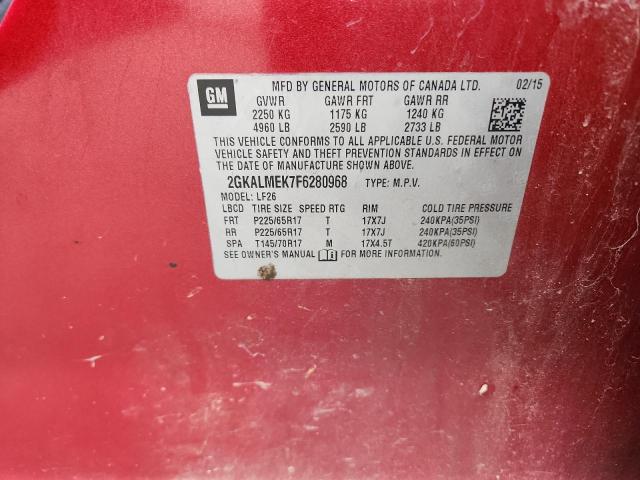 GM
MFD BY GENERAL MOTORS OF CANADA LTD. 02/15
GVWR GAWR FRT GAWR RR
2250 KG 1175 KG 1240 KG
4960 LB 2590 LB 2733 LB
THIS VEHICLE CONFORMS TO ALL APPLICABLE U.S. FEDERAL MOTOR
VEHICLE SAFETY AND THEFT PREVENTION STANDARDS IN EFFECT ON
THE DATE OF MANUFACTURE SHOWN ABOVE.
2GKALMEK7F6280968 TYPE: M.P.V.
MODEL: LF26
LBCD TIRE SIZE SPEED RTG RIM COLD TIRE PRESSURE
FRT P225/65R17 T 17X7J 240KPA(35PSI)
RR P225/65R17 T 17X7J 240KPA(35PSI)
SPA T145/70R17 M 17X4.5T 420KPA(60PSI)
SEE OWNER'S MANUAL FOR MORE INFORMATION.